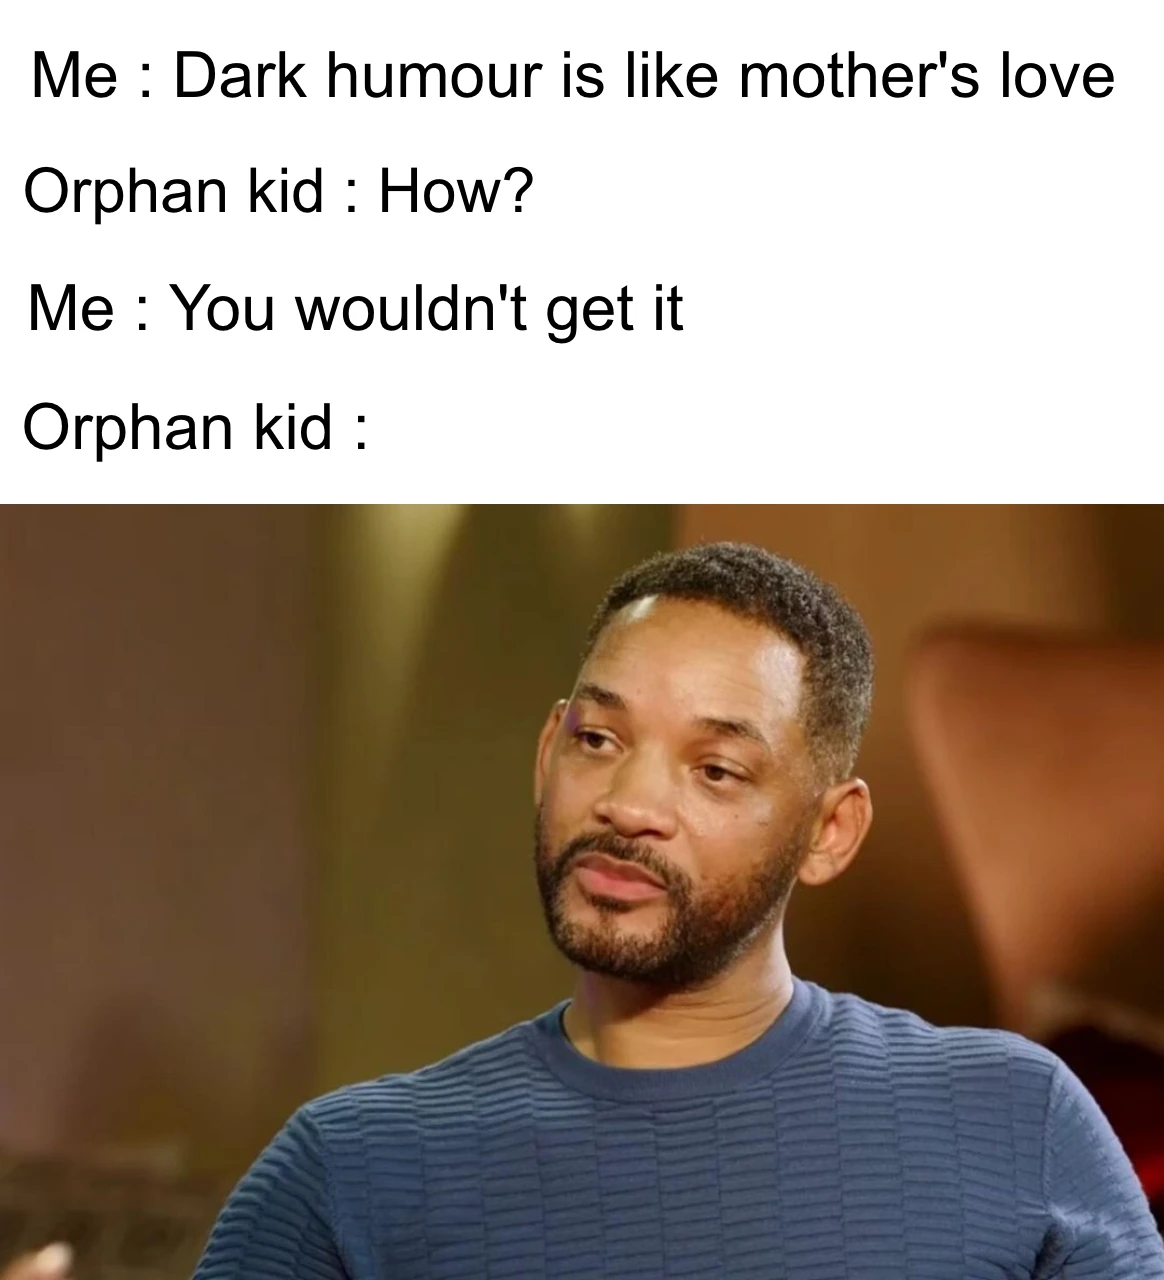 Me : Dark humour is like mother's love
Orphan kid : How?
Me : You wouldn't get it
Orphan kid :